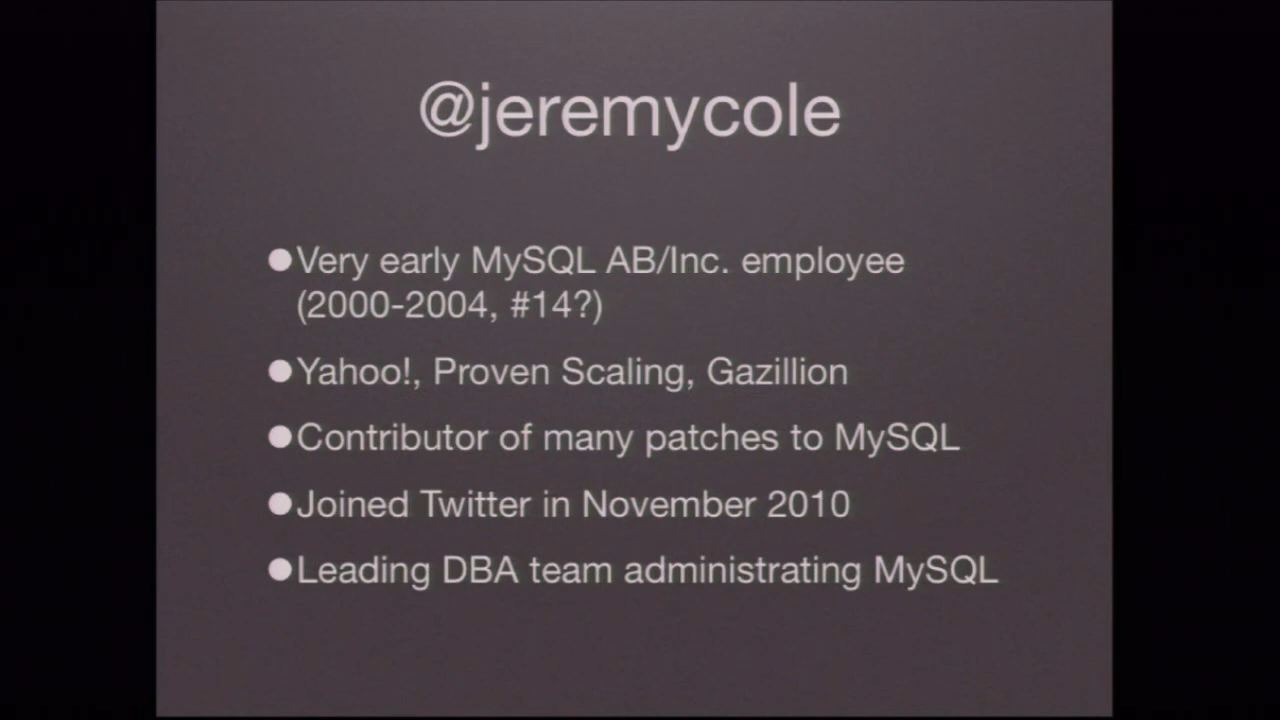 @jeremycole
●Very early MySQL AB/Inc. employee
(2000-2004, #14?)
●Yahoo!, Proven Scaling, Gazillion
●Contributor of many patches to MySQL
●Joined Twitter in November 2010
●Leading DBA team administrating MySQL